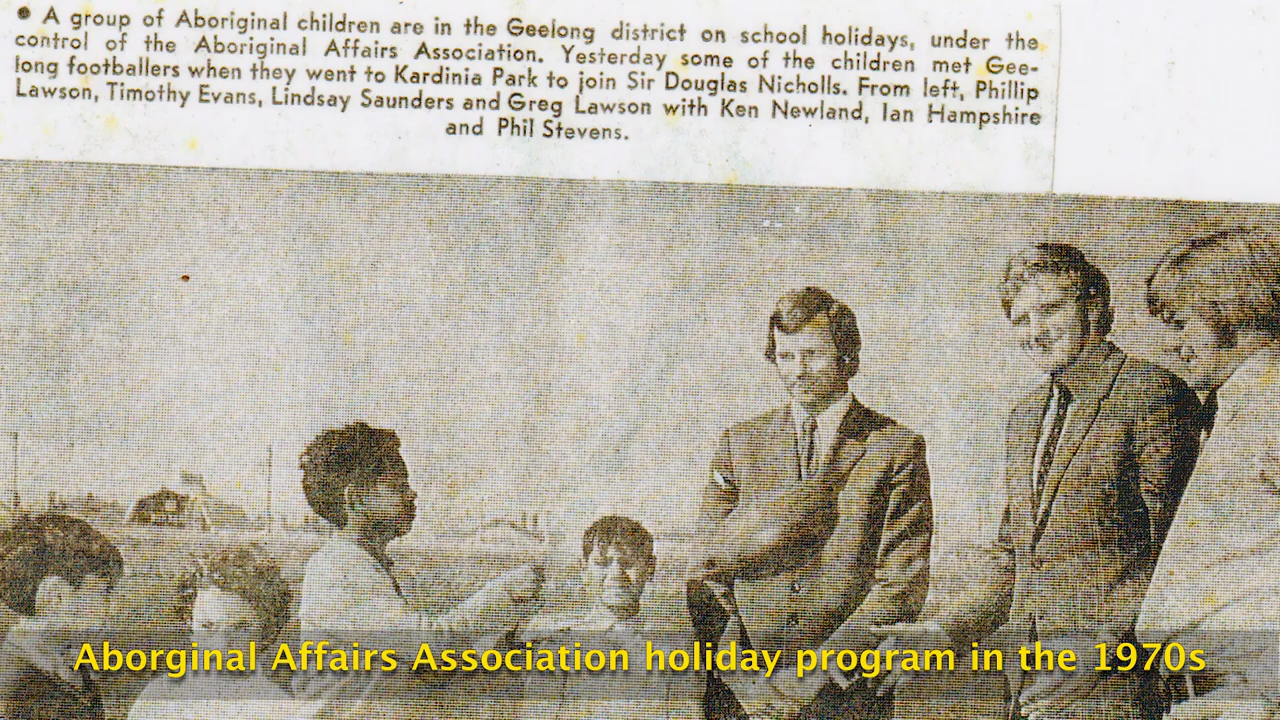 • A group of Aboriginal children are in the Geelong district on school holidays, under the
control of the Aboriginal Affairs Association. Yesterday some of the children met Gee-
long footballers when they went to Kardinia Park to join Sir Douglas Nicholls. From left, Phillip
Lawson, Timothy Evans, Lindsay Saunders and Greg Lawson with Ken Newland, Ian Hampshire
and Phil Stevens.
Aborginal Affairs Association holiday program in the 1970s